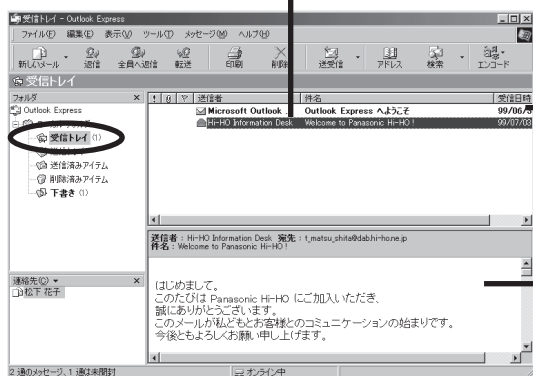 受信トレイ - Outlook Express
ファイル(F) 編集(E) 表示(V) ツール(T) メッセージ(M) ヘルプ(H)
新しいメール 返信 全員へ返信 転送 印刷 削除 送受信 アドレス 検索 エンコード
受信トレイ
フォルダ
Outlook Express
受信トレイ (1)
送信済みアイテム
削除済みアイテム
下書き (1)
送信者 件名 受信日時
Microsoft Outlook .. Outlook Express へようこそ 99/06/
Hi-HO Information Desk Welcome to Panasonic Hi-HO! 99/07/03
送信者: Hi-HO Information Desk 宛先: t_matsu_shita@dab.hi-ho.ne.jp
件名: Welcome to Panasonic Hi-HO!
連絡先(C)
松下 花子
はじめまして。
このたびは Panasonic Hi-HO にご加入いただき、
誠にありがとうございます。
このメールが私どもとお客様とのコミュニケーションの始まりです。
今後ともよろしくお願い申し上げます。
2 通のメッセージ、1 通は未開封 オンライン中